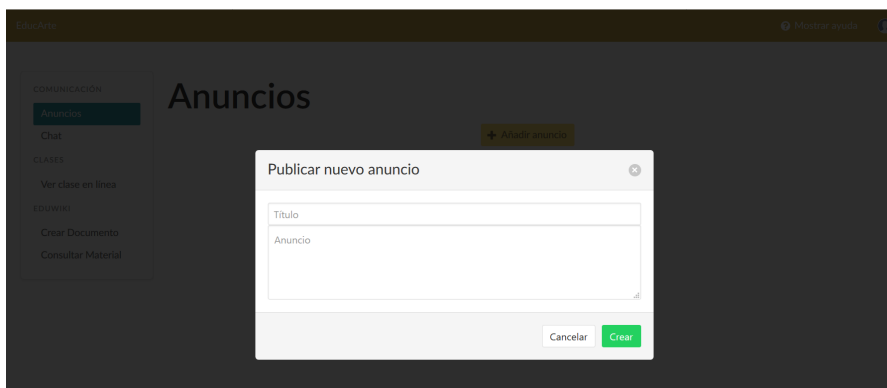 EducArte
Mostrar ayuda
COMUNICACIÓN
Anuncios
Chat
CLASES
Ver clase en línea
EDUWIKI
Crear Documento
Consultar Material
Anuncios
Añadir anuncio
Publicar nuevo anuncio
Título
Anuncio
Cancelar
Crear